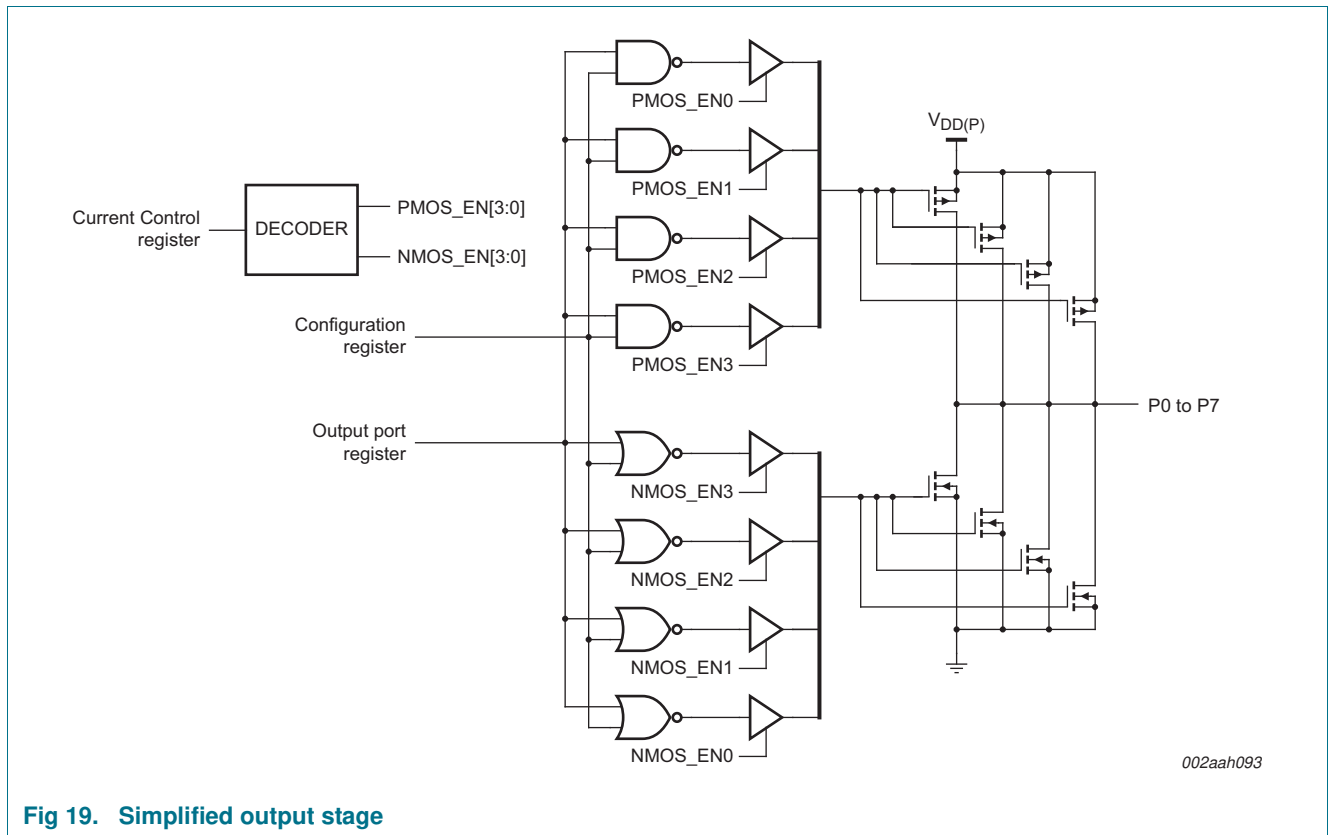 PMOS_EN0
V_DD(P)
PMOS_EN1
Current Control
register
DECODER
PMOS_EN[3:0]
NMOS_EN[3:0]
PMOS_EN2
Configuration
register
PMOS_EN3
P0 to P7
Output port
register
NMOS_EN3
NMOS_EN2
NMOS_EN1
NMOS_EN0
002aah093
Fig 19. Simplified output stage